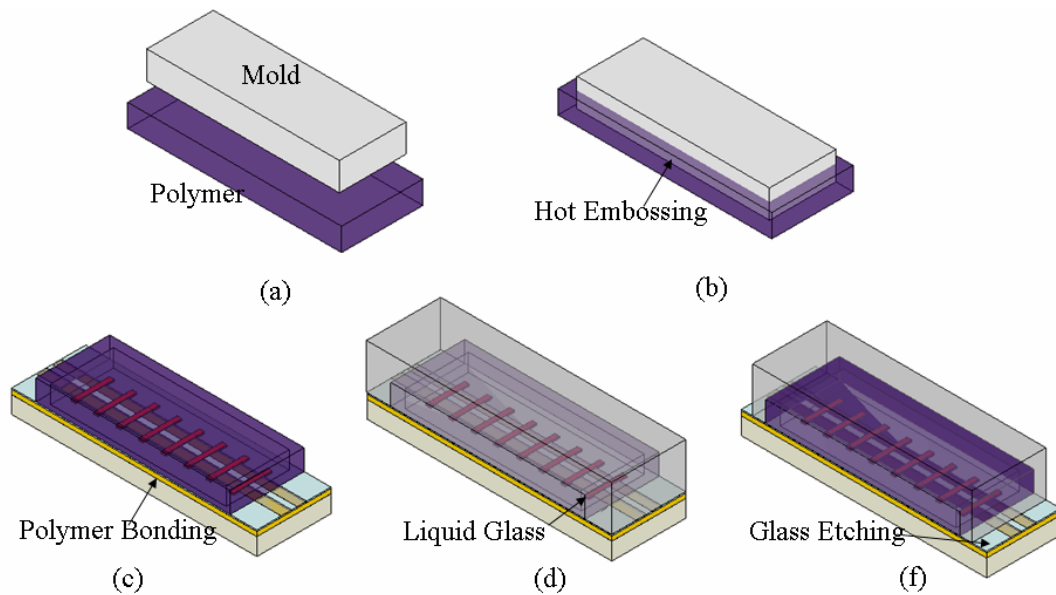 Mold
Polymer
Hot Embossing
(a)
(b)
Polymer Bonding
Liquid Glass
Glass Etching
(c)
(d)
(f)